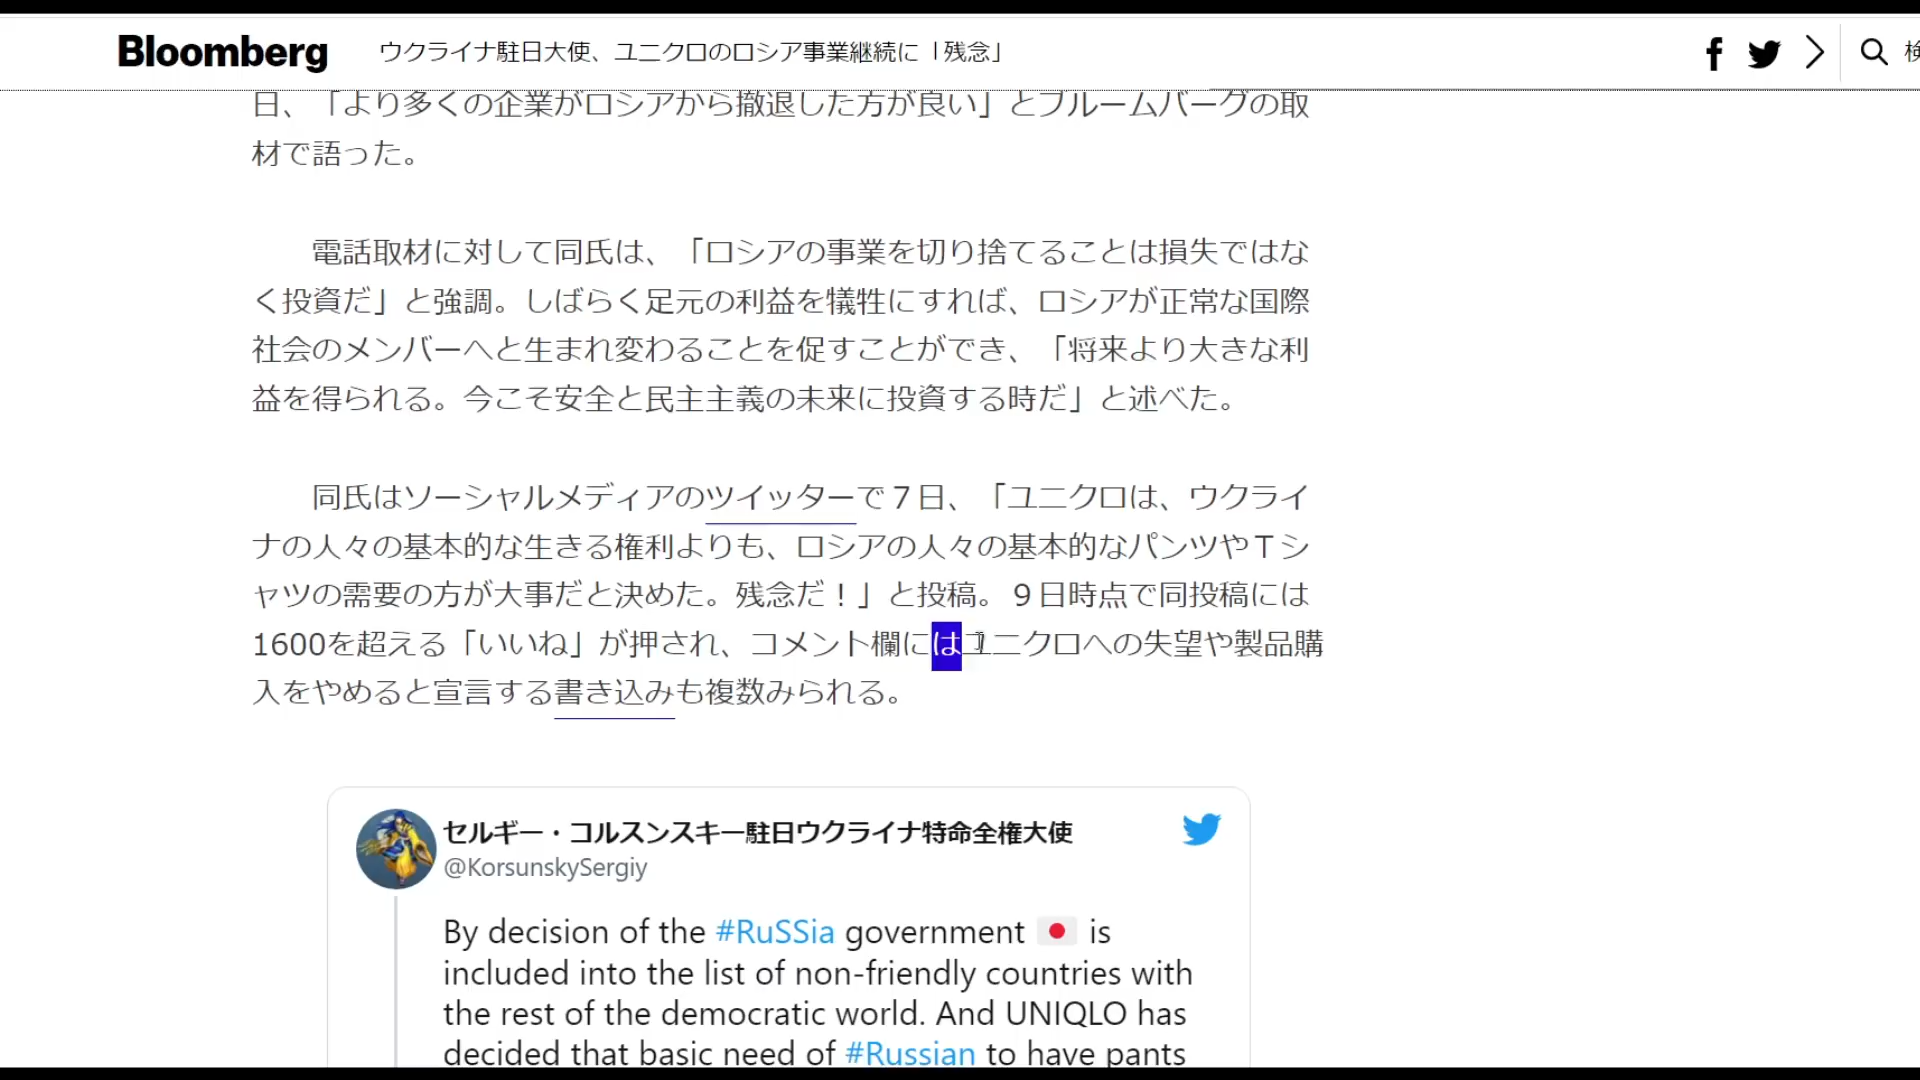 Bloomberg
ウクライナ駐日大使、ユニクロのロシア事業継続に「残念」
検
日、「より多くの企業がロシアから撤退した方が良い」とブルームバーグの取
材で語った。
電話取材に対して同氏は、「ロシアの事業を切り捨てることは損失ではな
く投資だ」と強調。しばらく足元の利益を犠牲にすれば、ロシアが正常な国際
社会のメンバーへと生まれ変わることを促すことができ、「将来より大きな利
益を得られる。今こそ安全と民主主義の未来に投資する時だ」と述べた。
同氏はソーシャルメディアのツイッターで７日、「ユニクロは、ウクライ
ナの人々の基本的な生きる権利よりも、ロシアの人々の基本的なパンツやＴシ
ャツの需要の方が大事だと決めた。残念だ！」と投稿。９日時点で同投稿には
1600を超える「いいね」が押され、コメント欄にはユニクロへの失望や製品購
入をやめると宣言する書き込みも複数みられる。
セルギー・コルスンスキー駐日ウクライナ特命全権大使
@KorsunskySergiy
By decision of the #RuSSia government 🇯🇵 is
included into the list of non-friendly countries with
the rest of the democratic world. And UNIQLO has
decided that basic need of #Russian to have pants